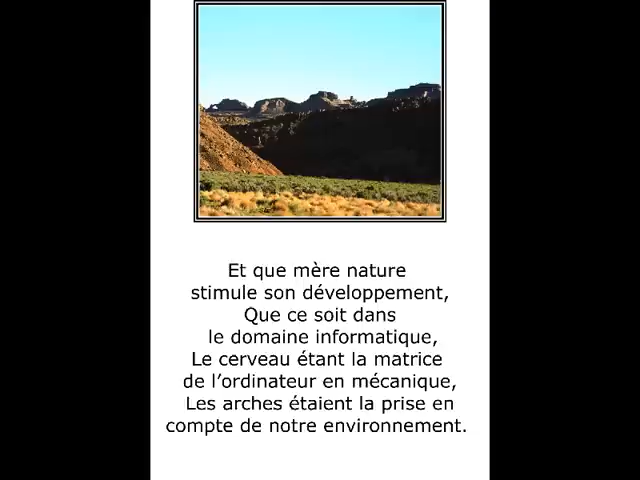 Et que mère nature
stimule son développement,
Que ce soit dans
le domaine informatique,
Le cerveau étant la matrice
de l’ordinateur en mécanique,
Les arches étaient la prise en
compte de notre environnement.